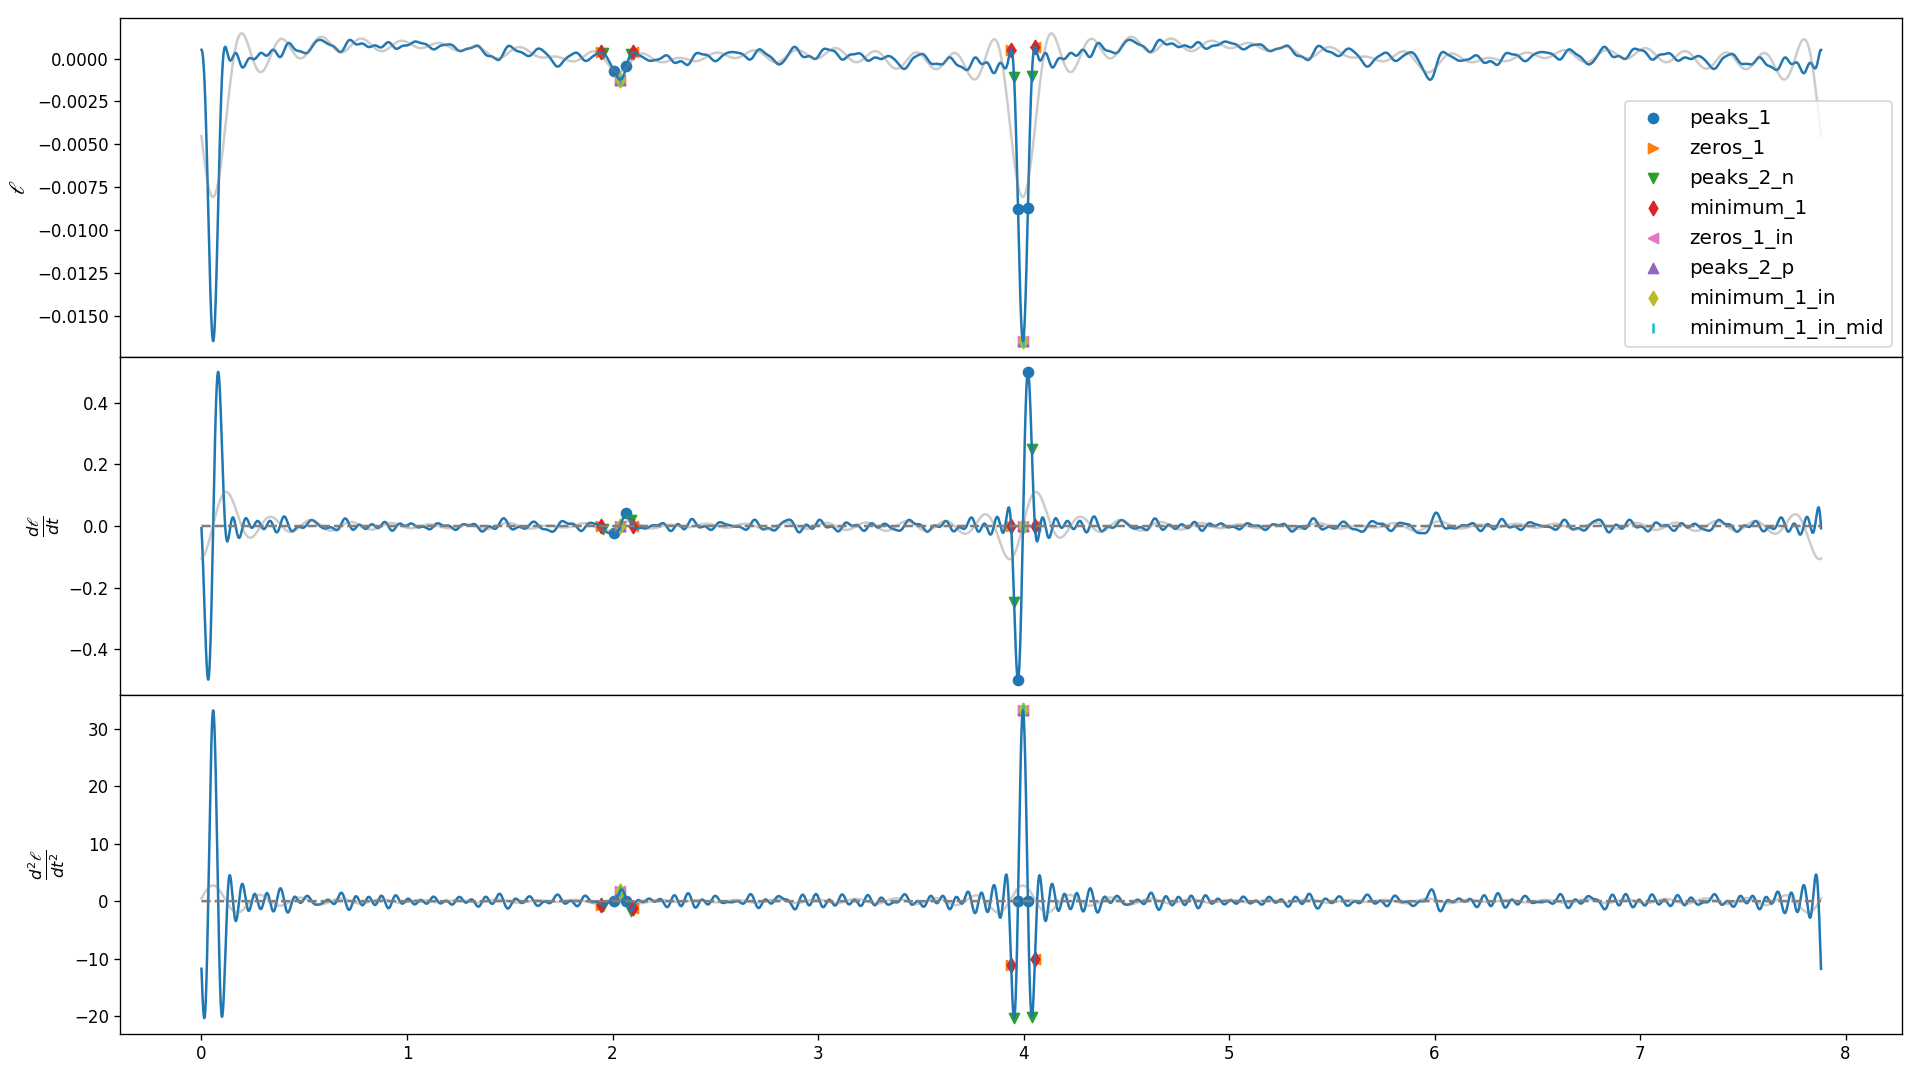 0.0000
−0.0025
−0.0050
−0.0075
−0.0100
−0.0125
−0.0150
ℓ
peaks_1
zeros_1
peaks_2_n
minimum_1
zeros_1_in
peaks_2_p
minimum_1_in
minimum_1_in_mid
0.4
0.2
0.0
−0.2
−0.4
dℓ
dt
30
20
10
0
−10
−20
d²ℓ
dt²
0 1 2 3 4 5 6 7 8